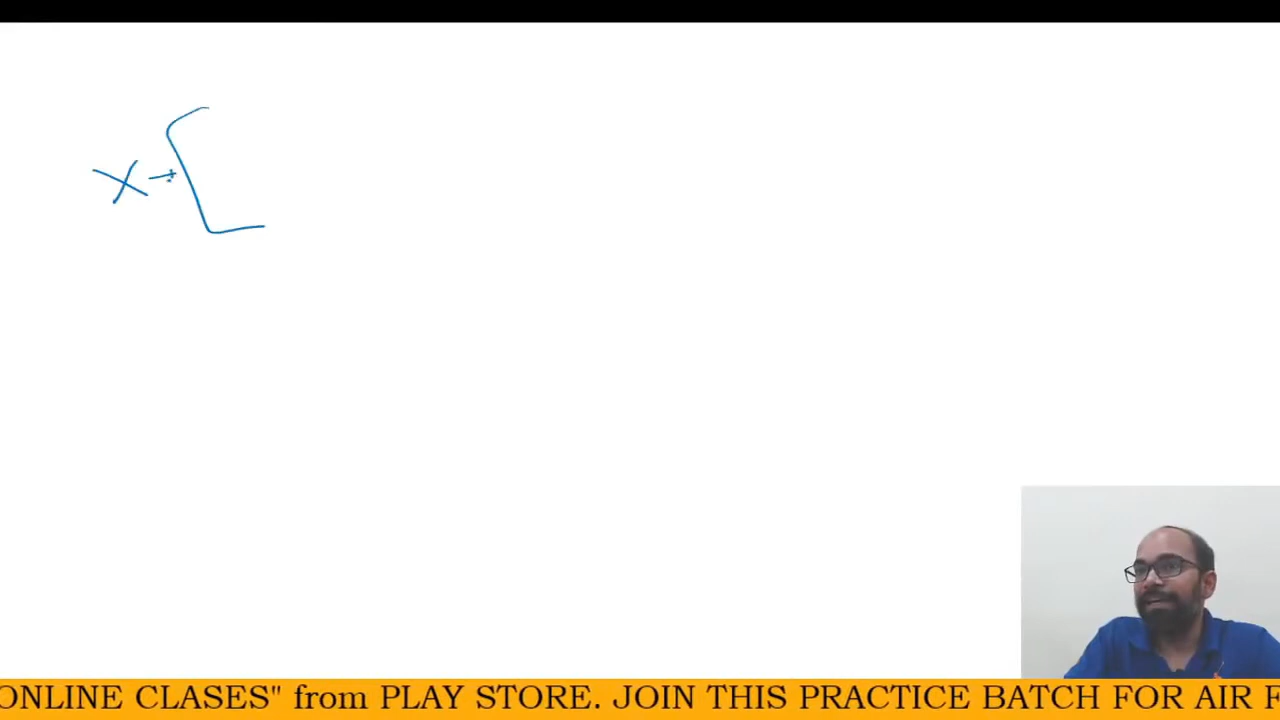 X →
ONLINE CLASES" from PLAY STORE. JOIN THIS PRACTICE BATCH FOR AIR F